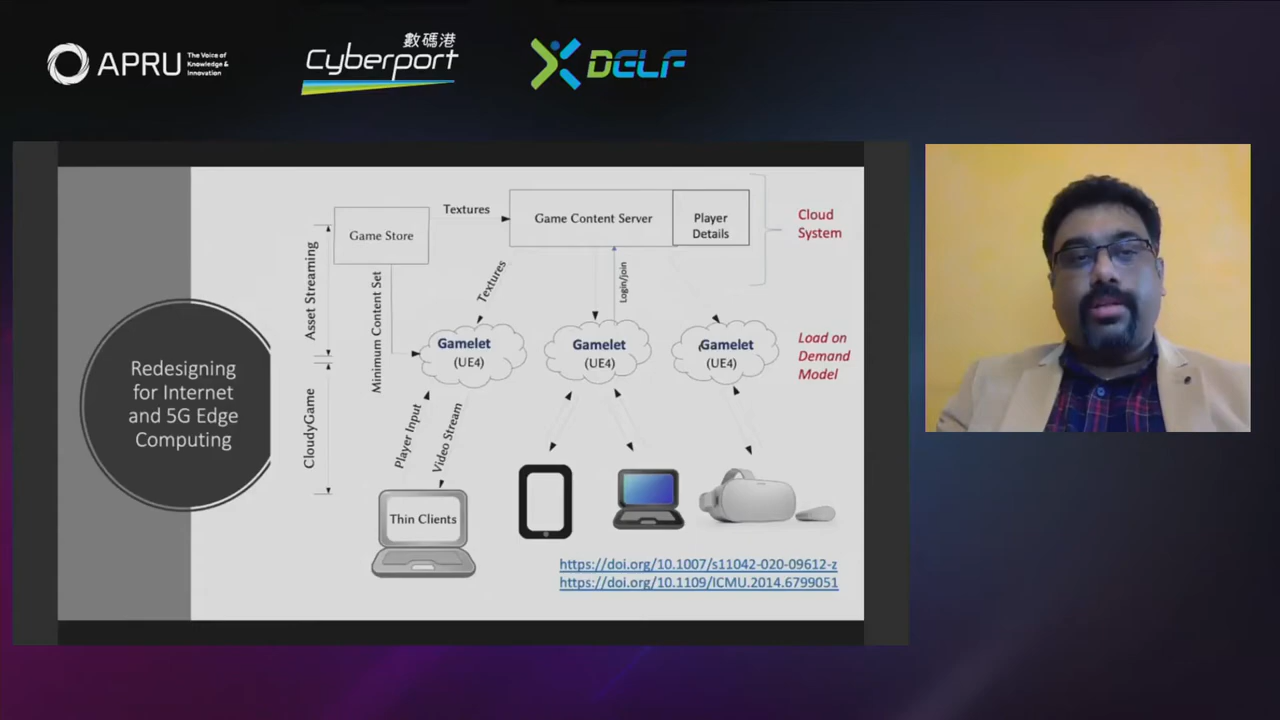 APRU
The Voice of
Knowledge &
Innovation
數碼港
Cyberport
DELF
Redesigning
for Internet
and 5G Edge
Computing
Asset Streaming
CloudyGame
Game Store
Textures
Game Content Server
Player
Details
Cloud
System
Minimum Content Set
Textures
Login/join
Gamelet
(UE4)
Gamelet
(UE4)
Gamelet
(UE4)
Load on
Demand
Model
Player Input
Video Stream
Thin Clients
https://doi.org/10.1007/s11042-020-09612-z
https://doi.org/10.1109/ICMU.2014.6799051